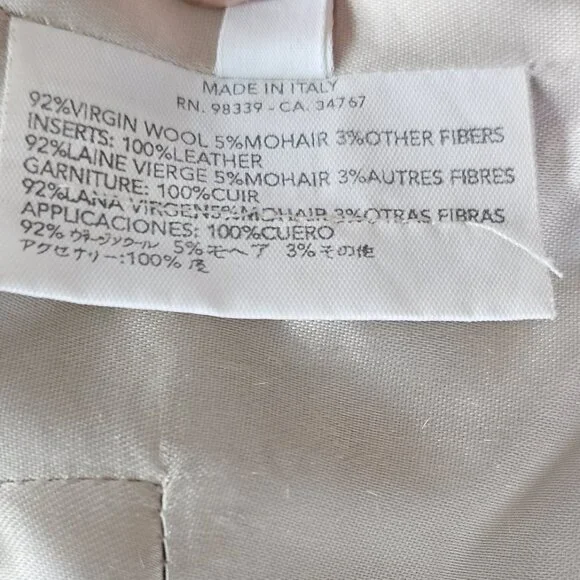 MADE IN ITALY
RN. 98339 - CA. 34767
92%VIRGIN WOOL 5%MOHAIR 3%OTHER FIBERS
INSERTS: 100%LEATHER
92%LAINE VIERGE 5%MOHAIR 3%AUTRES FIBRES
GARNITURE: 100%CUIR
92%LANA VIRGEN5%MOHAIR 3%OTRAS FIBRAS
APPLICACIONES: 100%CUERO
92% ヴァージンウール 5%モヘア 3%その他
アクセサリー:100% 皮